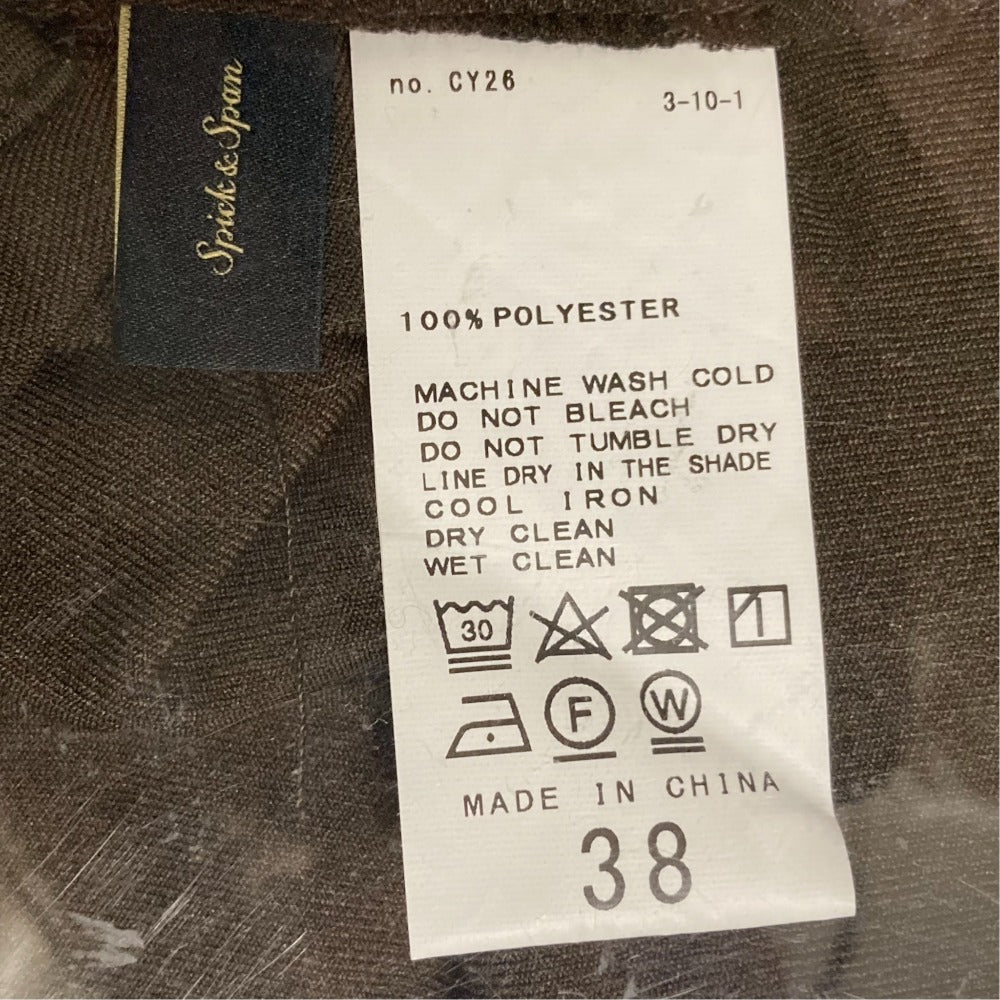 Spick & Span
no. CY26
3-10-1
100% POLYESTER
MACHINE WASH COLD
DO NOT BLEACH
DO NOT TUMBLE DRY
LINE DRY IN THE SHADE
COOL IRON
DRY CLEAN
WET CLEAN
30
F
W
MADE IN CHINA
38